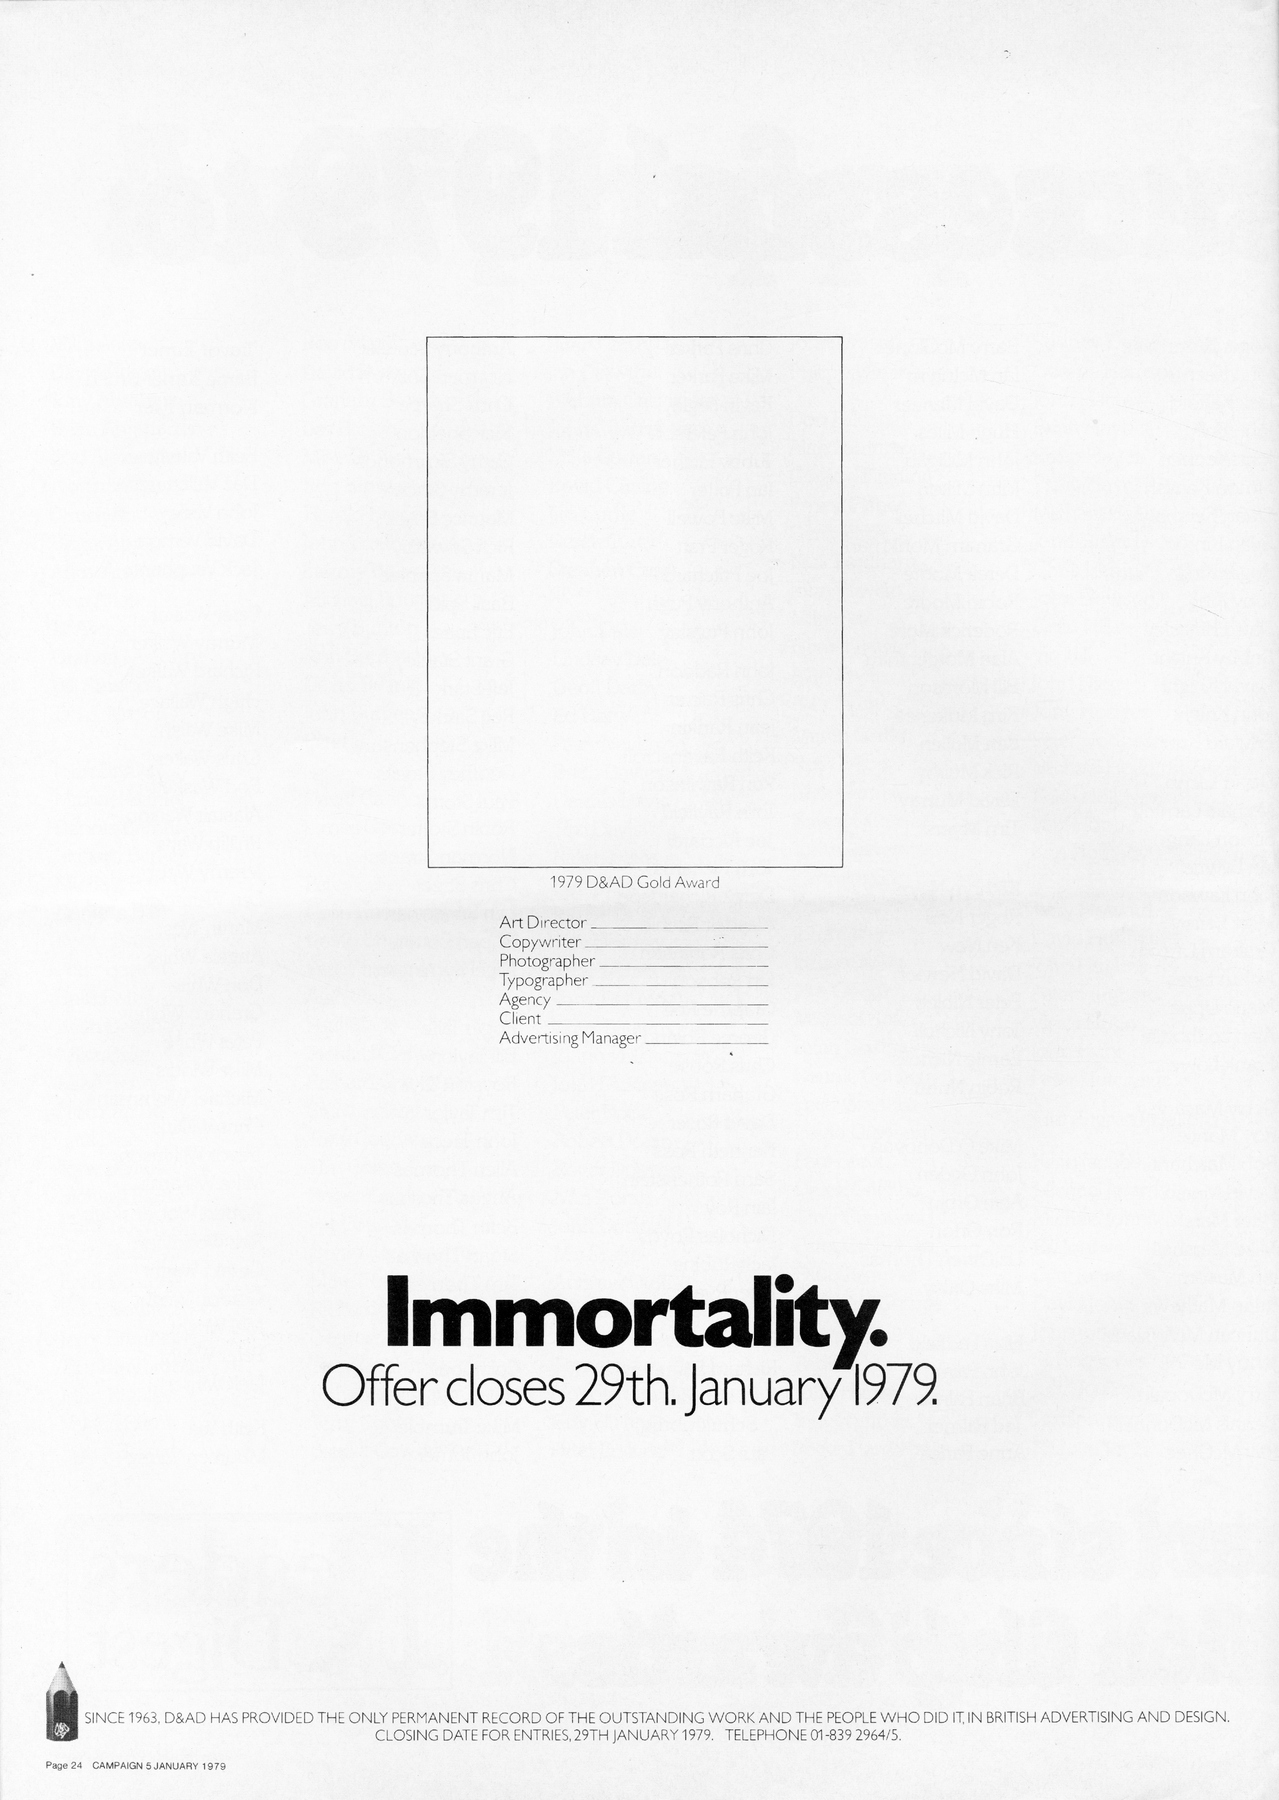 1979 D&AD Gold Award
Art Director
Copywriter
Photographer
Typographer
Agency
Client
Advertising Manager
Immortality.
Offer closes 29th. January 1979.
SINCE 1963, D&AD HAS PROVIDED THE ONLY PERMANENT RECORD OF THE OUTSTANDING WORK AND THE PEOPLE WHO DID IT, IN BRITISH ADVERTISING AND DESIGN.
CLOSING DATE FOR ENTRIES, 29TH JANUARY 1979. TELEPHONE 01-839 2964/5.
Page 24 CAMPAIGN 5 JANUARY 1979